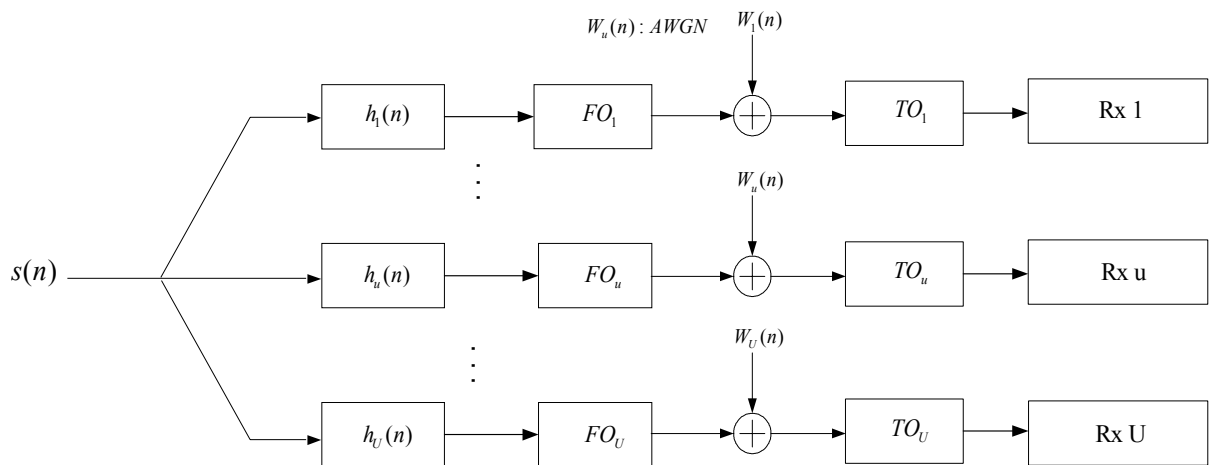 W_u(n) : AWGN
W_1(n)
h_1(n)
FO_1
TO_1
Rx 1
W_u(n)
s(n)
h_u(n)
FO_u
TO_u
Rx u
W_U(n)
h_U(n)
FO_U
TO_U
Rx U